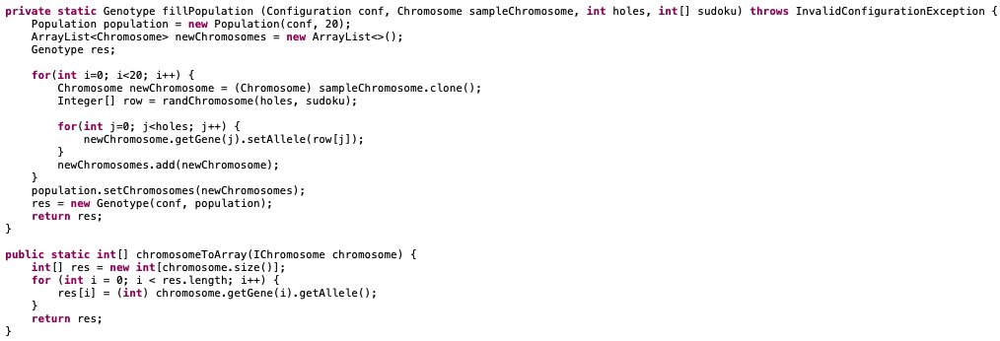 private static Genotype fillPopulation (Configuration conf, Chromosome sampleChromosome, int holes, int[] sudoku) throws InvalidConfigurationException {
    Population population = new Population(conf, 20);
    ArrayList<Chromosome> newChromosomes = new ArrayList<>();
    Genotype res;

    for(int i=0; i<20; i++) {
        Chromosome newChromosome = (Chromosome) sampleChromosome.clone();
        Integer[] row = randChromosome(holes, sudoku);

        for(int j=0; j<holes; j++) {
            newChromosome.getGene(j).setAllele(row[j]);
        }
        newChromosomes.add(newChromosome);
    }
    population.setChromosomes(newChromosomes);
    res = new Genotype(conf, population);
    return res;
}

public static int[] chromosomeToArray(IChromosome chromosome) {
    int[] res = new int[chromosome.size()];
    for (int i = 0; i < res.length; i++) {
        res[i] = (int) chromosome.getGene(i).getAllele();
    }
    return res;
}